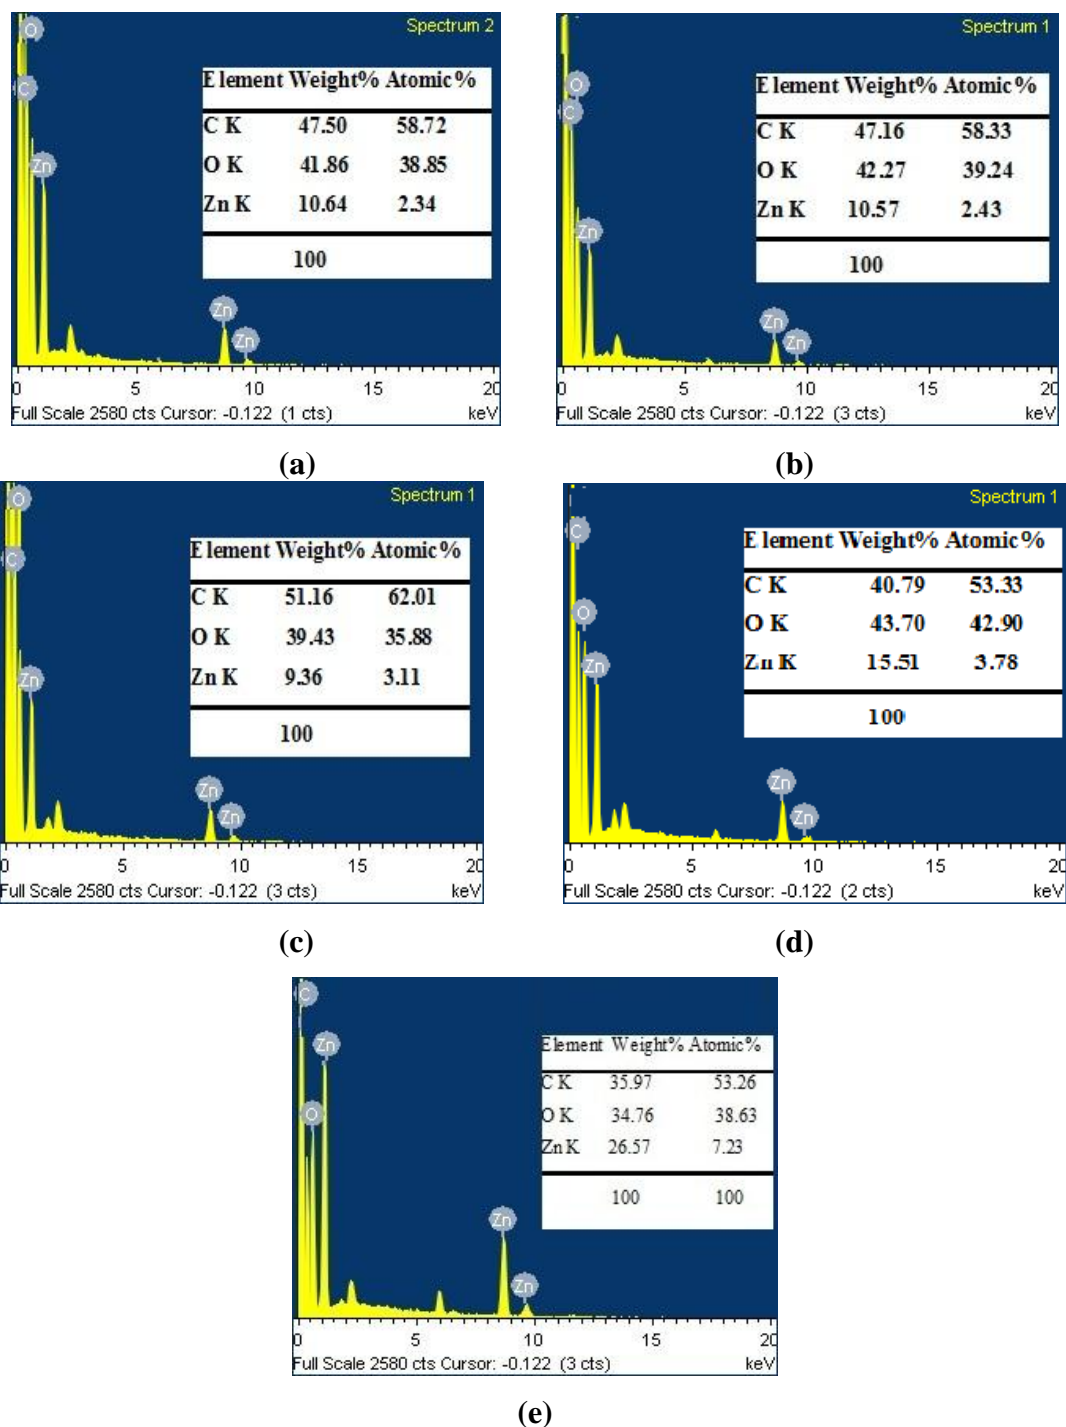 Spectrum 2
O
C
Zn
Element Weight% Atomic%
C K 47.50 58.72
O K 41.86 38.85
Zn K 10.64 2.34
100
Zn
Zn
0 5 10 15 20
Full Scale 2580 cts Cursor: -0.122 (1 cts) keV
(a)
Spectrum 1
O
C
Zn
Element Weight% Atomic%
C K 47.16 58.33
O K 42.27 39.24
Zn K 10.57 2.43
100
Zn
Zn
0 5 10 15 20
Full Scale 2580 cts Cursor: -0.122 (3 cts) keV
(b)
Spectrum 1
O
C
Zn
Element Weight% Atomic%
C K 51.16 62.01
O K 39.43 35.88
Zn K 9.36 3.11
100
Zn
Zn
0 5 10 15 20
Full Scale 2580 cts Cursor: -0.122 (3 cts) keV
(c)
Spectrum 1
C
O
Zn
Element Weight% Atomic%
C K 40.79 53.33
O K 43.70 42.90
Zn K 15.51 3.78
100
Zn
Zn
0 5 10 15 20
Full Scale 2580 cts Cursor: -0.122 (2 cts) keV
(d)
C
Zn
O
Element Weight% Atomic%
C K 35.97 53.26
O K 34.76 38.63
Zn K 26.57 7.23
100 100
Zn
Zn
0 5 10 15 20
Full Scale 2580 cts Cursor: -0.122 (3 cts) keV
(e)